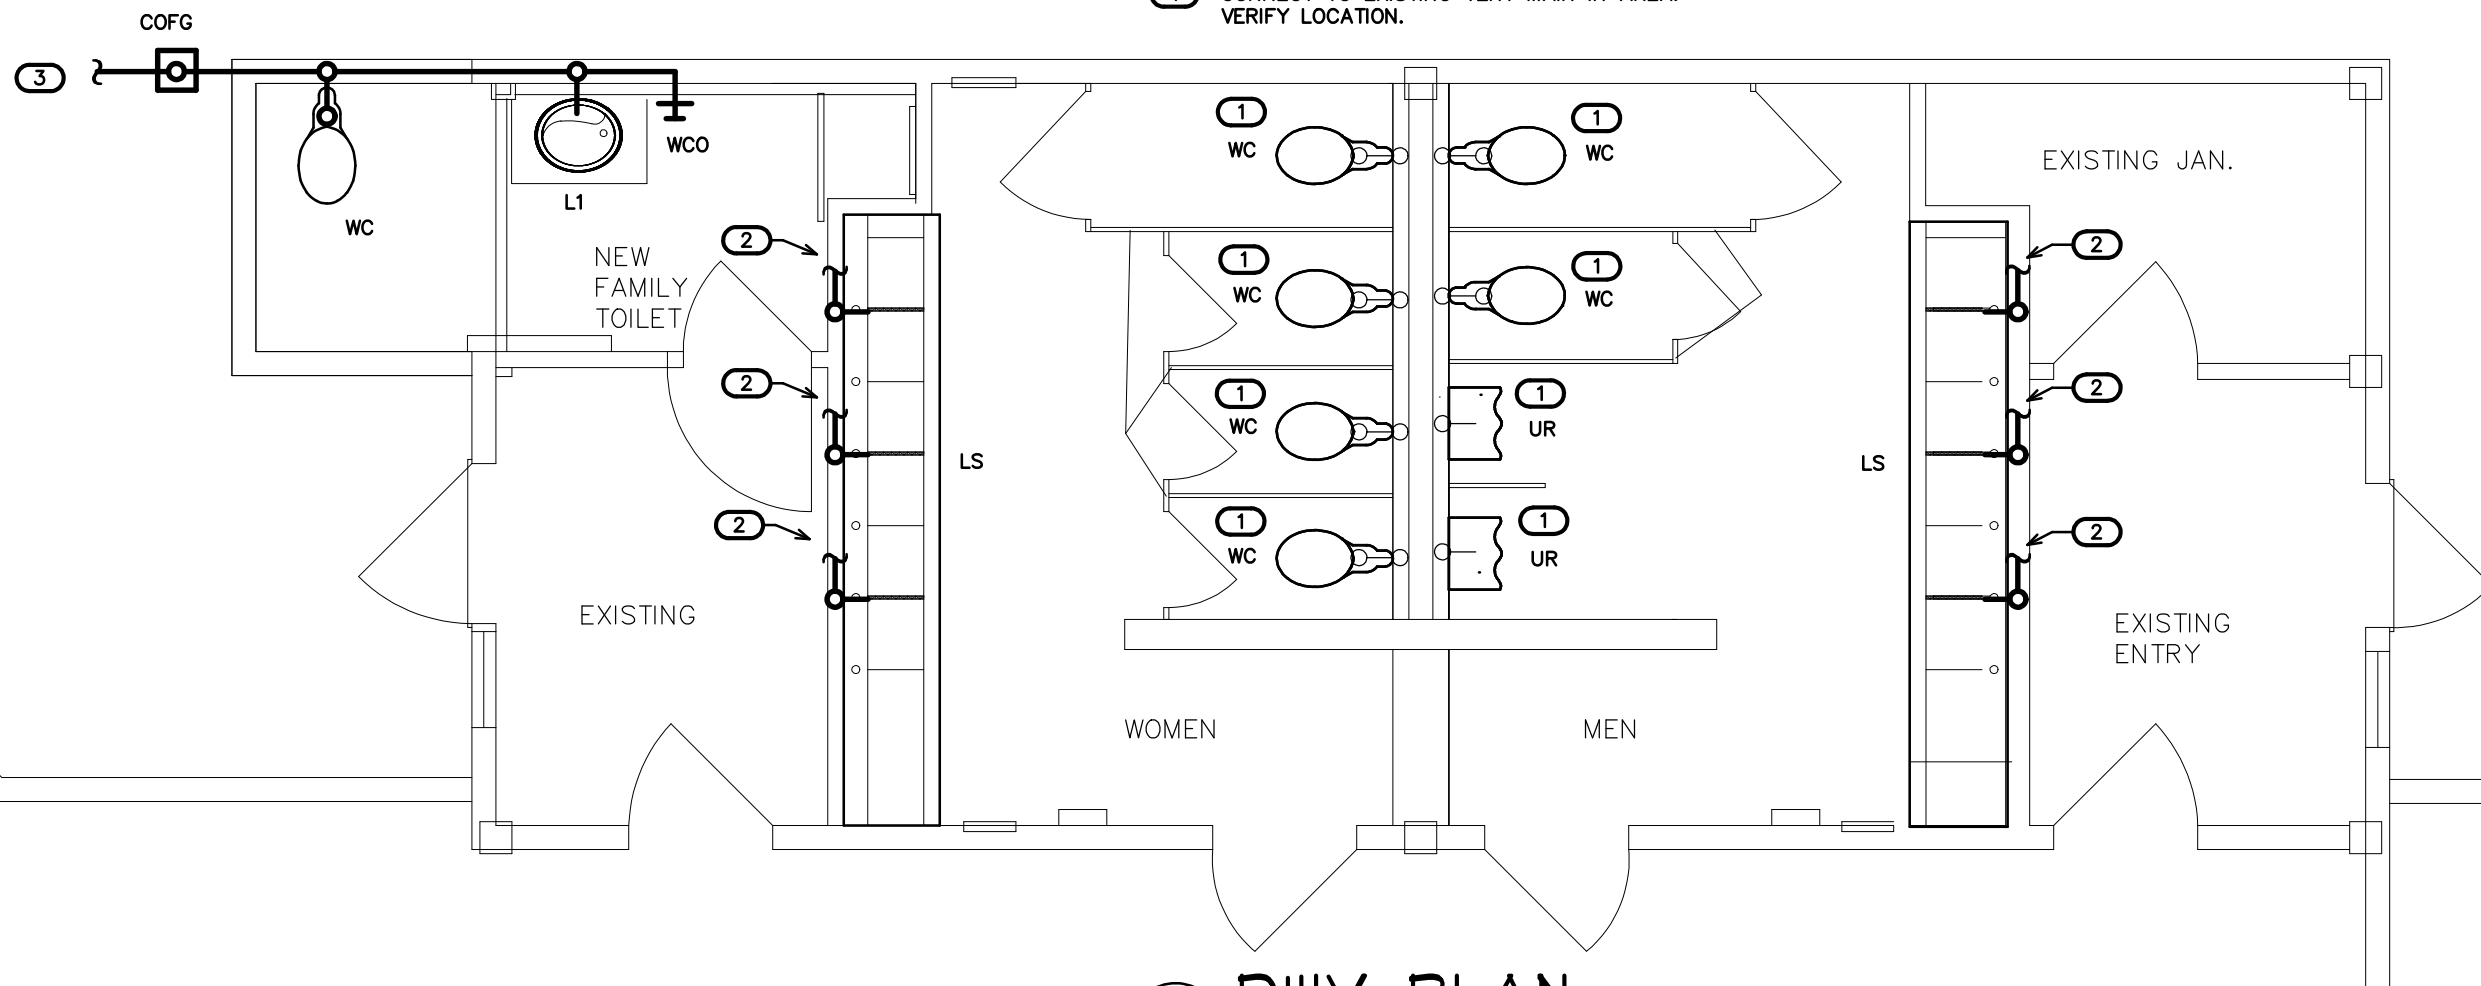 COFG
VERIFY LOCATION.
3
WCO
L1
WC
NEW
FAMILY
TOILET
2
2
2
EXISTING
LS
1
WC
1
WC
1
WC
1
WC
1
WC
1
WC
1
UR
1
UR
LS
WOMEN
MEN
EXISTING JAN.
2
2
2
EXISTING
ENTRY
PLAN